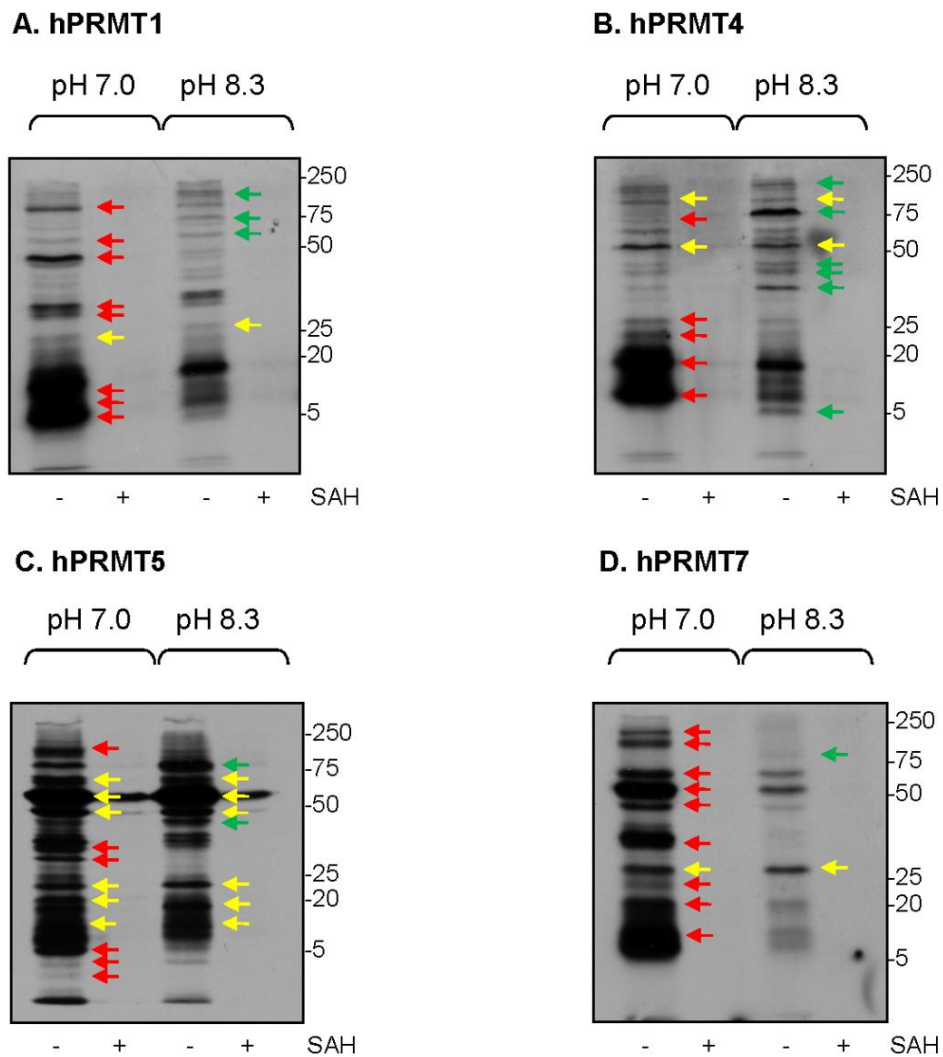 A. hPRMT1
pH 7.0 pH 8.3
-250
-75
-50
-25
-20
-5
- + - + SAH
B. hPRMT4
pH 7.0 pH 8.3
-250
-75
-50
-25
-20
-5
- + - + SAH
C. hPRMT5
pH 7.0 pH 8.3
-250
-75
-50
-25
-20
-5
- + - + SAH
D. hPRMT7
pH 7.0 pH 8.3
-250
-75
-50
-25
-20
-5
- + - + SAH